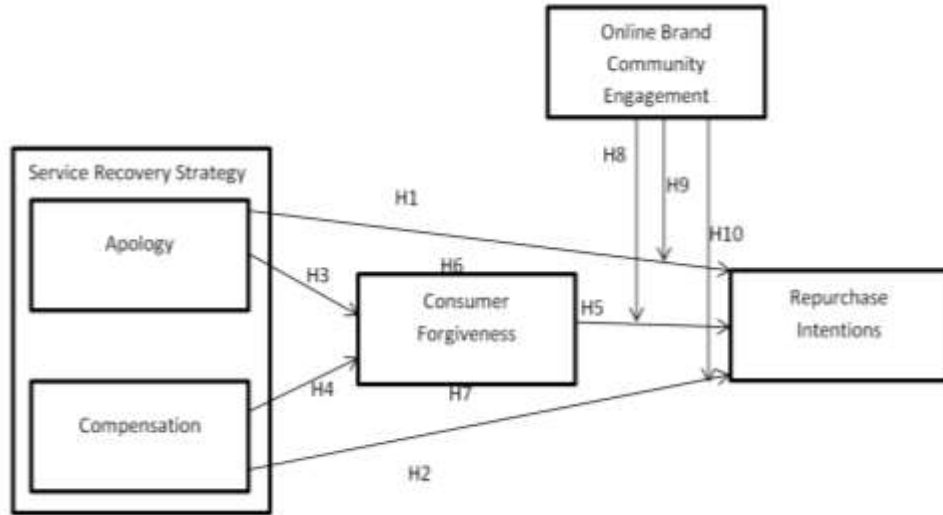 Online Brand
Community
Engagement
H8
H9
H10
Service Recovery Strategy
Apology
H1
H3
H6
Consumer
Forgiveness
H5
Repurchase
Intentions
H4
H7
Compensation
H2